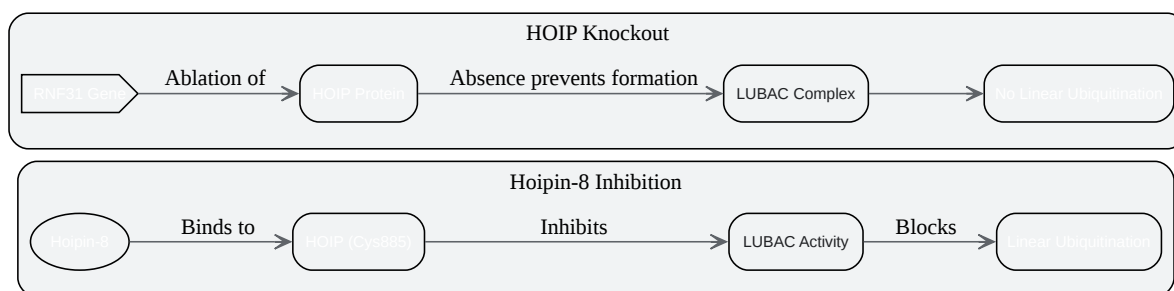 HOIP Knockout
RNF31 Gene
Ablation of
HOIP Protein
Absence prevents formation
LUBAC Complex
No Linear Ubiquitination
Hoipin-8 Inhibition
Hoipin-8
Binds to
HOIP (Cys885)
Inhibits
LUBAC Activity
Blocks
Linear Ubiquitination